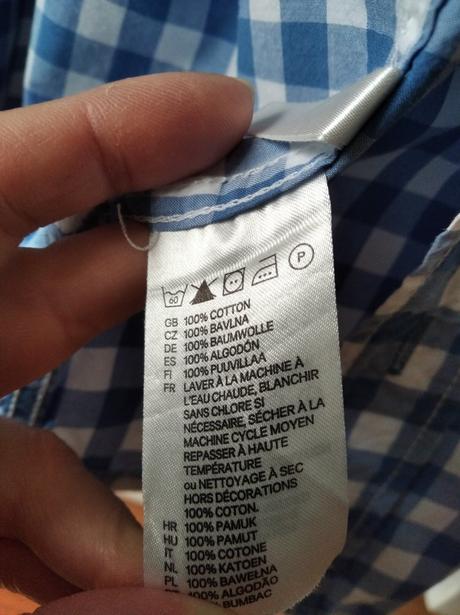 60 P
GB 100% COTTON
CZ 100% BAVLNA
DE 100% BAUMWOLLE
ES 100% ALGODÓN
FI 100% PUUVILLAA
FR LAVER À LA MACHINE À
L'EAU CHAUDE, BLANCHIR
SANS CHLORE SI
NÉCESSAIRE, SÉCHER À LA
MACHINE CYCLE MOYEN
REPASSER À HAUTE
TEMPÉRATURE
ou NETTOYAGE À SEC
HORS DÉCORATIONS
100% COTON.
HR 100% PAMUK
HU 100% PAMUT
IT 100% COTONE
NL 100% KATOEN
PL 100% BAWEŁNA
100% ALGODÃO
BUMBAC